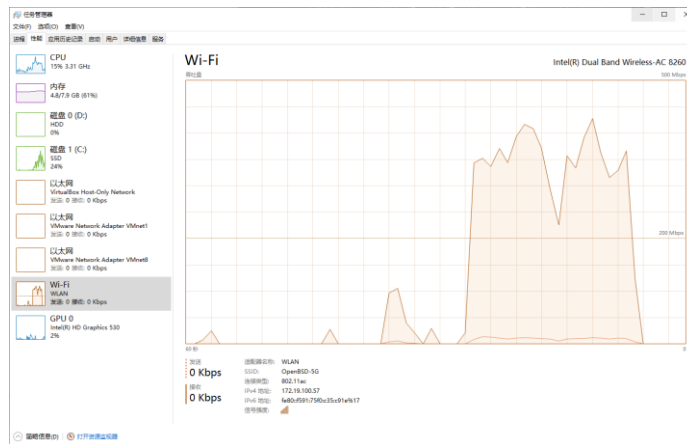 任务管理器
文件(F) 选项(O) 查看(V)
进程 性能 应用历史记录 启动 用户 详细信息 服务
CPU
15% 3.31 GHz
内存
4.8/7.9 GB (61%)
磁盘 0 (D:)
HDD
0%
磁盘 1 (C:)
SSD
24%
以太网
VirtualBox Host-Only Network
发送: 0 接收: 0 Kbps
以太网
VMware Network Adapter VMnet1
发送: 0 接收: 0 Kbps
以太网
VMware Network Adapter VMnet8
发送: 0 接收: 0 Kbps
Wi-Fi
WLAN
发送: 0 接收: 0 Kbps
GPU 0
Intel(R) HD Graphics 530
2%
Wi-Fi
Intel(R) Dual Band Wireless-AC 8260
吞吐量
500 Mbps
200 Mbps
60 秒
0
发送
0 Kbps
接收
0 Kbps
适配器名称: WLAN
SSID: OpenBSD-5G
连接类型: 802.11ac
IPv4 地址: 172.19.100.57
IPv6 地址:
信号强度:
简略信息(D)
打开资源监视器